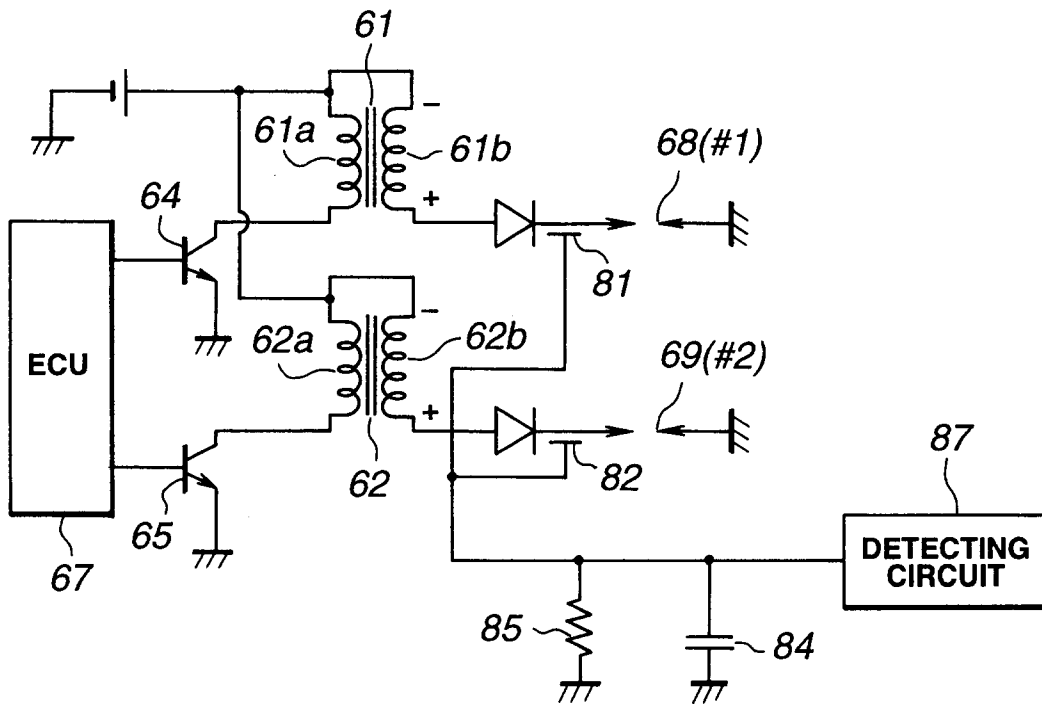 61
61a
61b
−
+
68(#1)
64
81
ECU
62a
62b
−
+
69(#2)
62
82
65
67
87
DETECTING
CIRCUIT
85
84